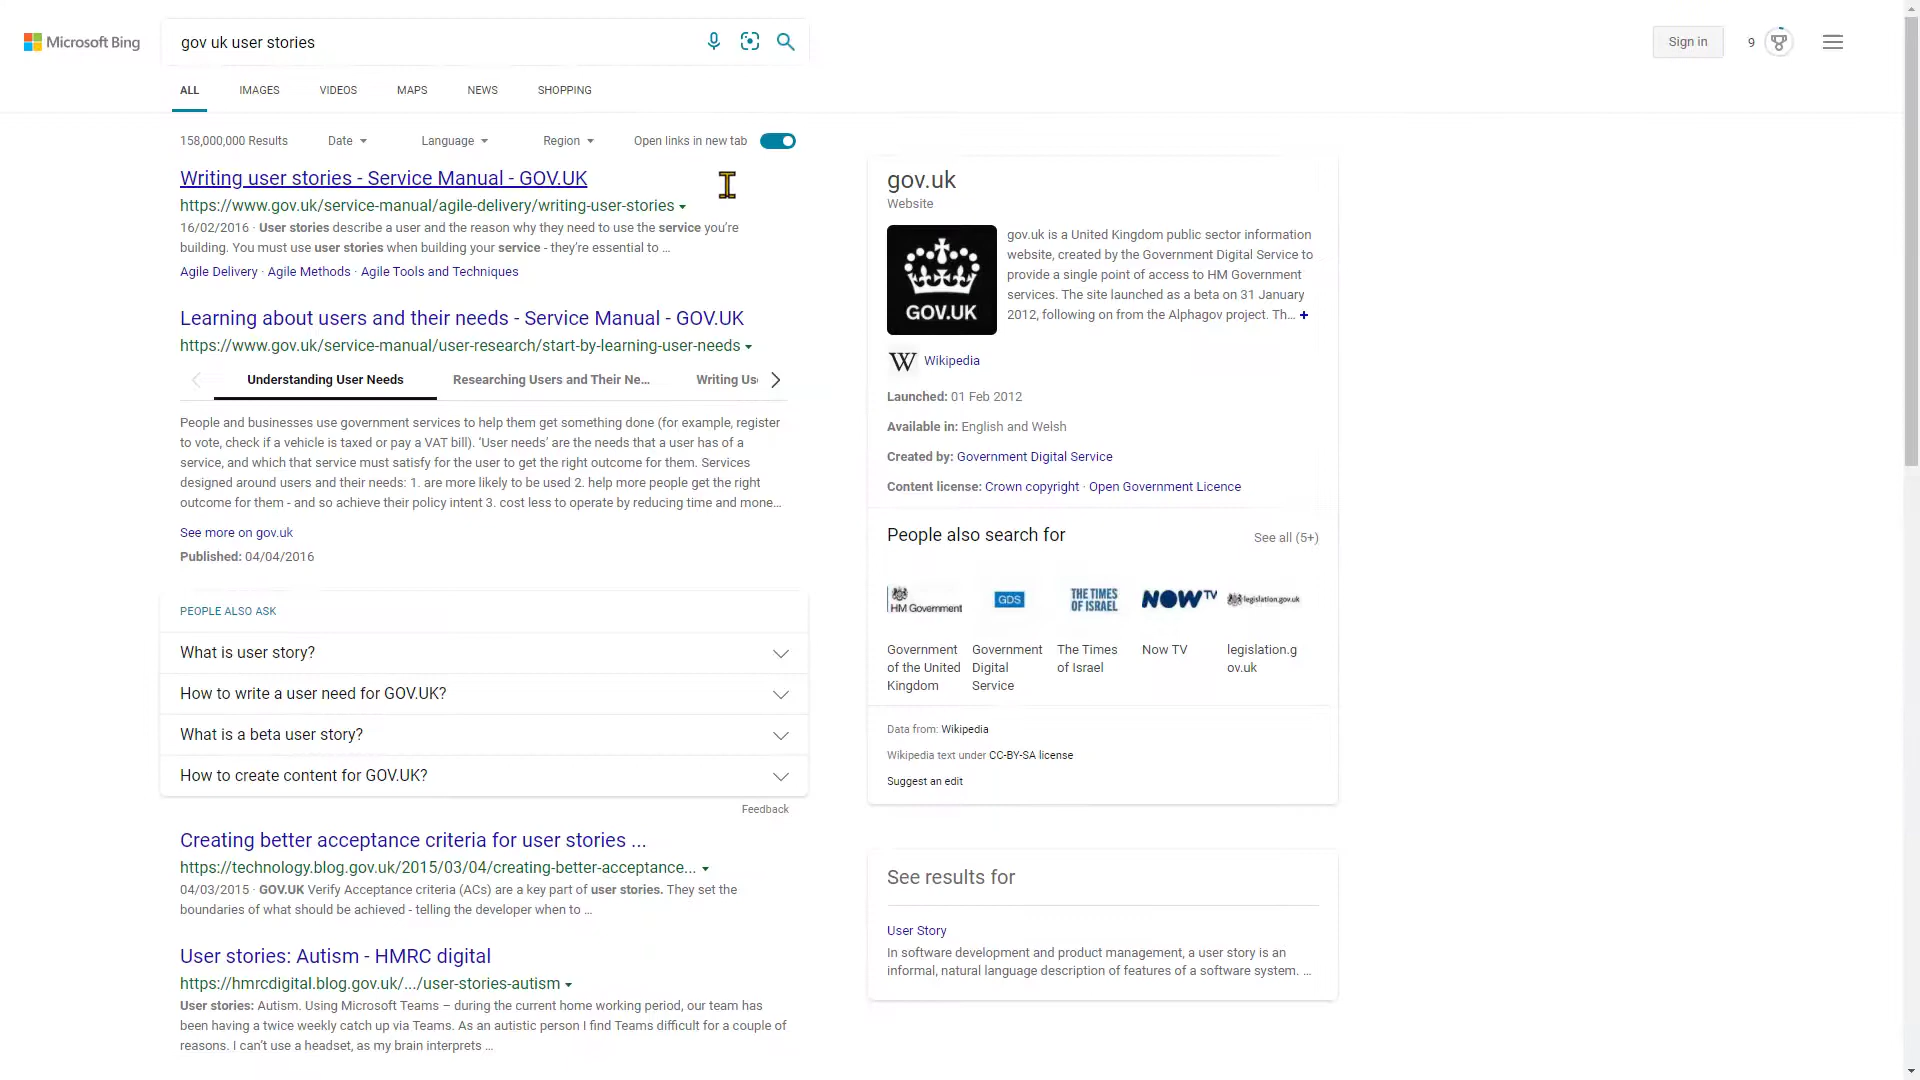 Microsoft Bing
gov uk user stories
Sign in
9
ALL IMAGES VIDEOS MAPS NEWS SHOPPING
158,000,000 Results Date Language Region Open links in new tab
Writing user stories - Service Manual - GOV.UK
https://www.gov.uk/service-manual/agile-delivery/writing-user-stories
16/02/2016 · User stories describe a user and the reason why they need to use the service you're
building. You must use user stories when building your service - they're essential to ...
Agile Delivery · Agile Methods · Agile Tools and Techniques
Learning about users and their needs - Service Manual - GOV.UK
https://www.gov.uk/service-manual/user-research/start-by-learning-user-needs
Understanding User Needs Researching Users and Their Ne... Writing Us
People and businesses use government services to help them get something done (for example, register
to vote, check if a vehicle is taxed or pay a VAT bill). 'User needs' are the needs that a user has of a
service, and which that service must satisfy for the user to get the right outcome for them. Services
designed around users and their needs: 1. are more likely to be used 2. help more people get the right
outcome for them - and so achieve their policy intent 3. cost less to operate by reducing time and mone...
See more on gov.uk
Published: 04/04/2016
PEOPLE ALSO ASK
What is user story?
How to write a user need for GOV.UK?
What is a beta user story?
How to create content for GOV.UK?
Feedback
Creating better acceptance criteria for user stories ...
https://technology.blog.gov.uk/2015/03/04/creating-better-acceptance...
04/03/2015 · GOV.UK Verify Acceptance criteria (ACs) are a key part of user stories. They set the
boundaries of what should be achieved - telling the developer when to ...
User stories: Autism - HMRC digital
https://hmrcdigital.blog.gov.uk/.../user-stories-autism
User stories: Autism. Using Microsoft Teams – during the current home working period, our team has
been having a twice weekly catch up via Teams. As an autistic person I find Teams difficult for a couple of
reasons. I can't use a headset, as my brain interprets ...
gov.uk
Website
GOV.UK
gov.uk is a United Kingdom public sector information
website, created by the Government Digital Service to
provide a single point of access to HM Government
services. The site launched as a beta on 31 January
2012, following on from the Alphagov project. Th... +
W Wikipedia
Launched: 01 Feb 2012
Available in: English and Welsh
Created by: Government Digital Service
Content license: Crown copyright · Open Government Licence
People also search for
See all (5+)
HM Government
GDS
THE TIMES
OF ISRAEL
NOW TV
legislation.gov.uk
Government
of the United
Kingdom
Government
Digital
Service
The Times
of Israel
Now TV
legislation.g
ov.uk
Data from: Wikipedia
Wikipedia text under CC-BY-SA license
Suggest an edit
See results for
User Story
In software development and product management, a user story is an
informal, natural language description of features of a software system. ...